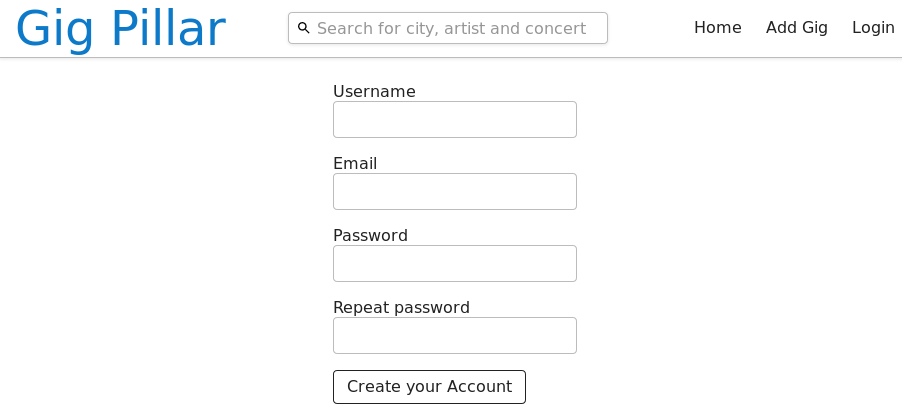 Gig Pillar
Search for city, artist and concert
Home Add Gig Login
Username
Email
Password
Repeat password
Create your Account